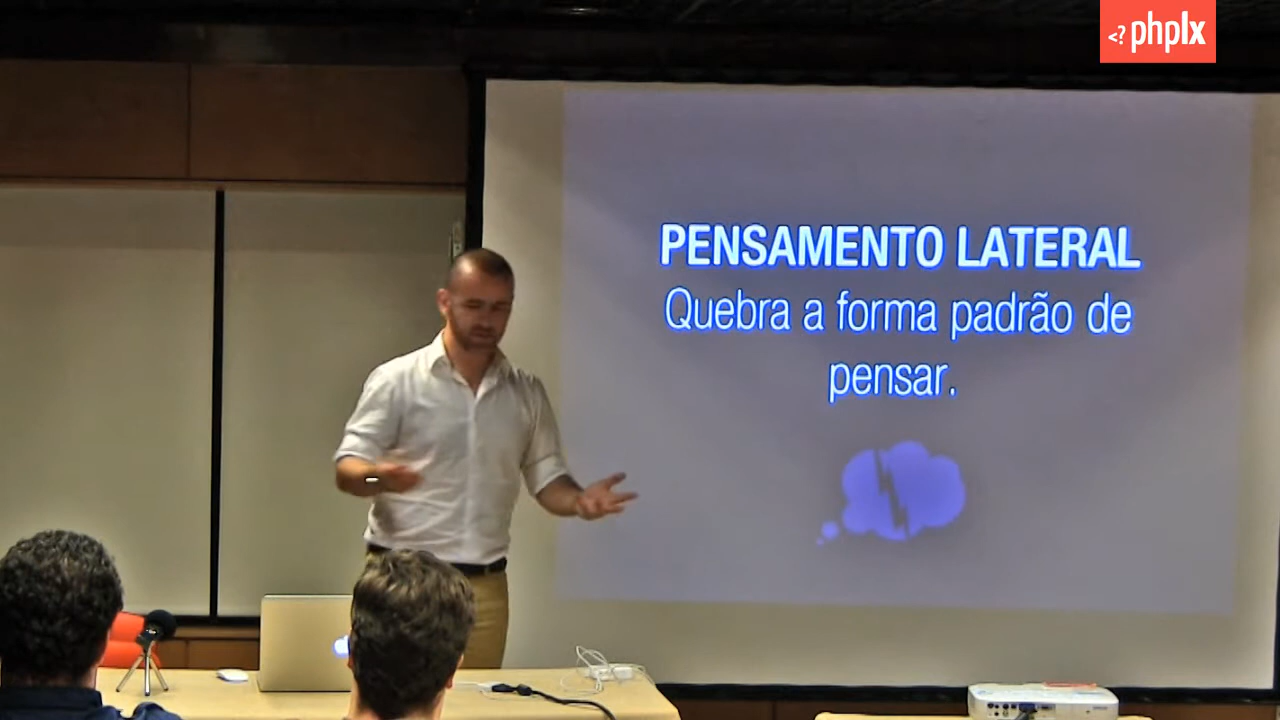 <? phplx
PENSAMENTO LATERAL
Quebra a forma padrão de
pensar.